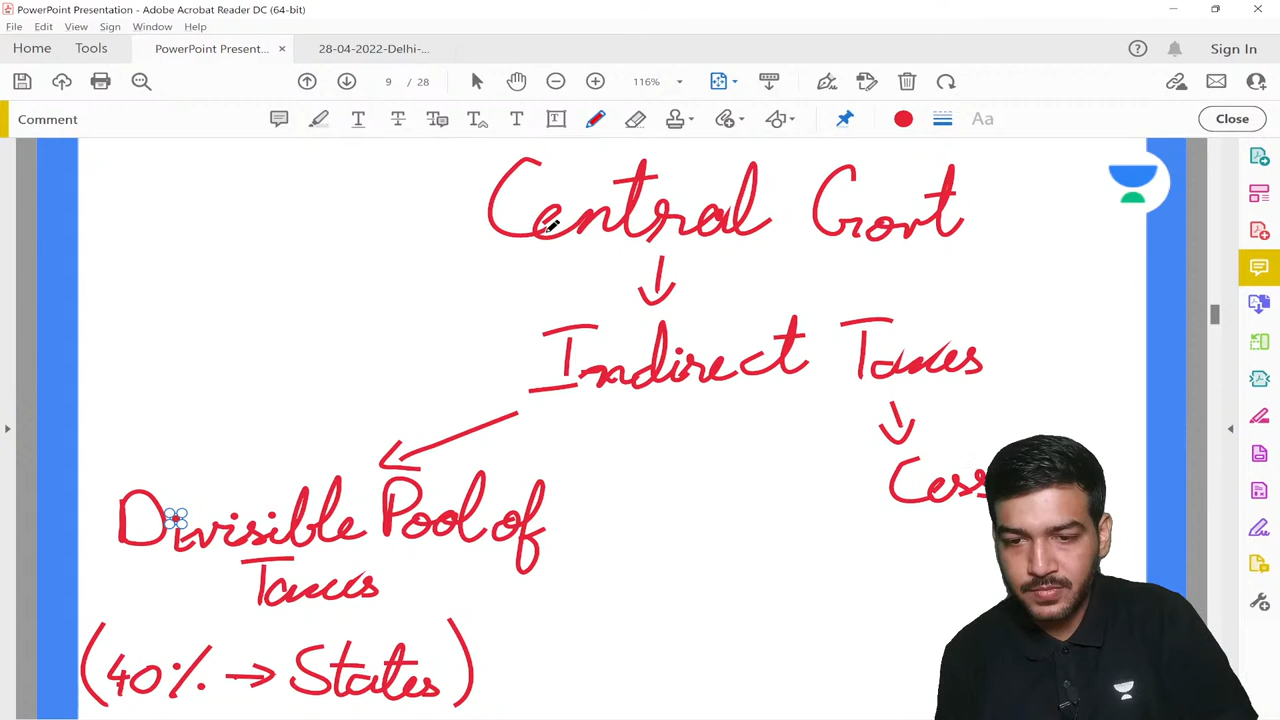 PowerPoint Presentation - Adobe Acrobat Reader DC (64-bit)
File Edit View Sign Window Help
Home Tools PowerPoint Present... × 28-04-2022-Delhi-... Sign In
9 / 28 116%
Comment Aa Close
Central Govt
Indirect Taxes
Cess
Divisible Pool of
Taxes
(40% → States)